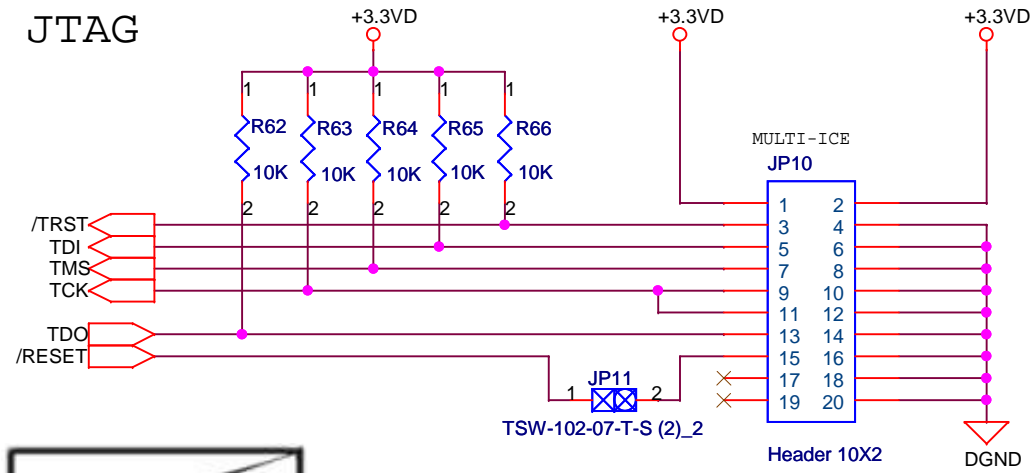 JTAG
+3.3VD +3.3VD +3.3VD
1 1 1 1 1
R62 R63 R64 R65 R66
10K 10K 10K 10K 10K
2 2 2 2 2
MULTI-ICE
JP10
1 2
/TRST 3 4
TDI 5 6
TMS 7 8
TCK 9 10
11 12
TDO 13 14
/RESET 15 16
17 18
19 20
JP11
1 2
TSW-102-07-T-S (2)_2
Header 10X2
DGND